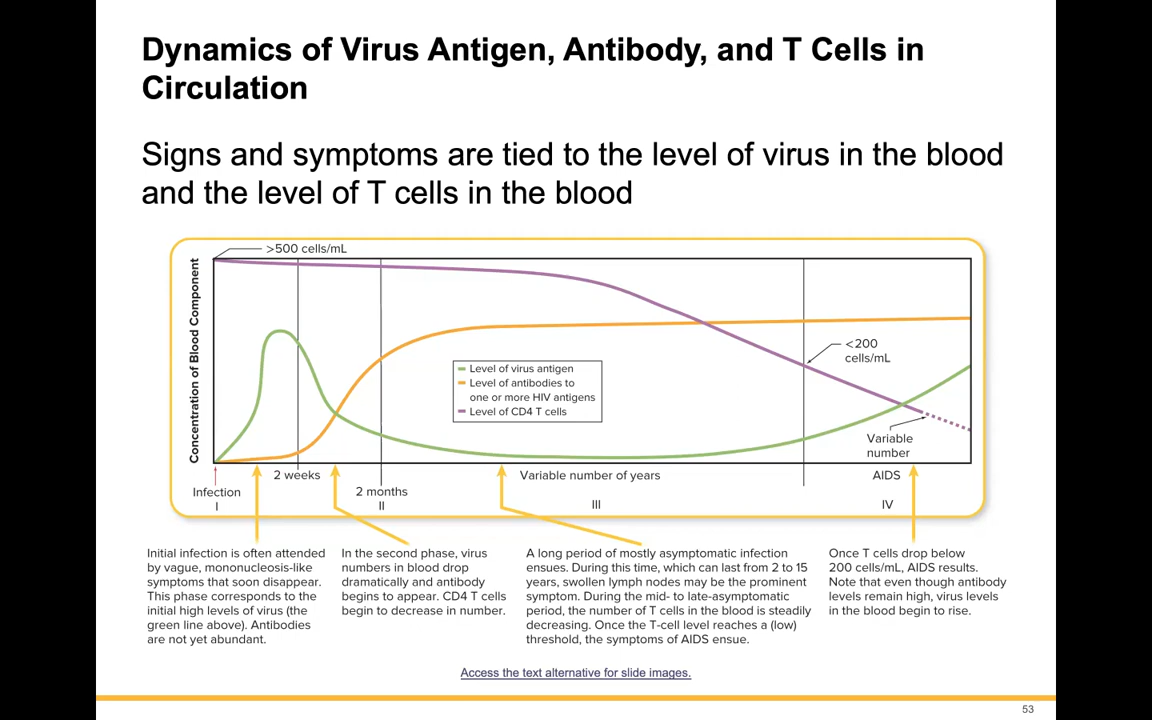 Dynamics of Virus Antigen, Antibody, and T Cells in
Circulation
Signs and symptoms are tied to the level of virus in the blood
and the level of T cells in the blood
Concentration of Blood Component
>500 cells/mL
<200
cells/mL
Level of virus antigen
Level of antibodies to
one or more HIV antigens
Level of CD4 T cells
Variable
number
Infection
I
2 weeks
2 months
II
Variable number of years
III
AIDS
IV
Initial infection is often attended
by vague, mononucleosis-like
symptoms that soon disappear.
This phase corresponds to the
initial high levels of virus (the
green line above). Antibodies
are not yet abundant.
In the second phase, virus
numbers in blood drop
dramatically and antibody
begins to appear. CD4 T cells
begin to decrease in number.
A long period of mostly asymptomatic infection
ensues. During this time, which can last from 2 to 15
years, swollen lymph nodes may be the prominent
symptom. During the mid- to late-asymptomatic
period, the number of T cells in the blood is steadily
decreasing. Once the T-cell level reaches a (low)
threshold, the symptoms of AIDS ensue.
Once T cells drop below
200 cells/mL, AIDS results.
Note that even though antibody
levels remain high, virus levels
in the blood begin to rise.
Access the text alternative for slide images.
53